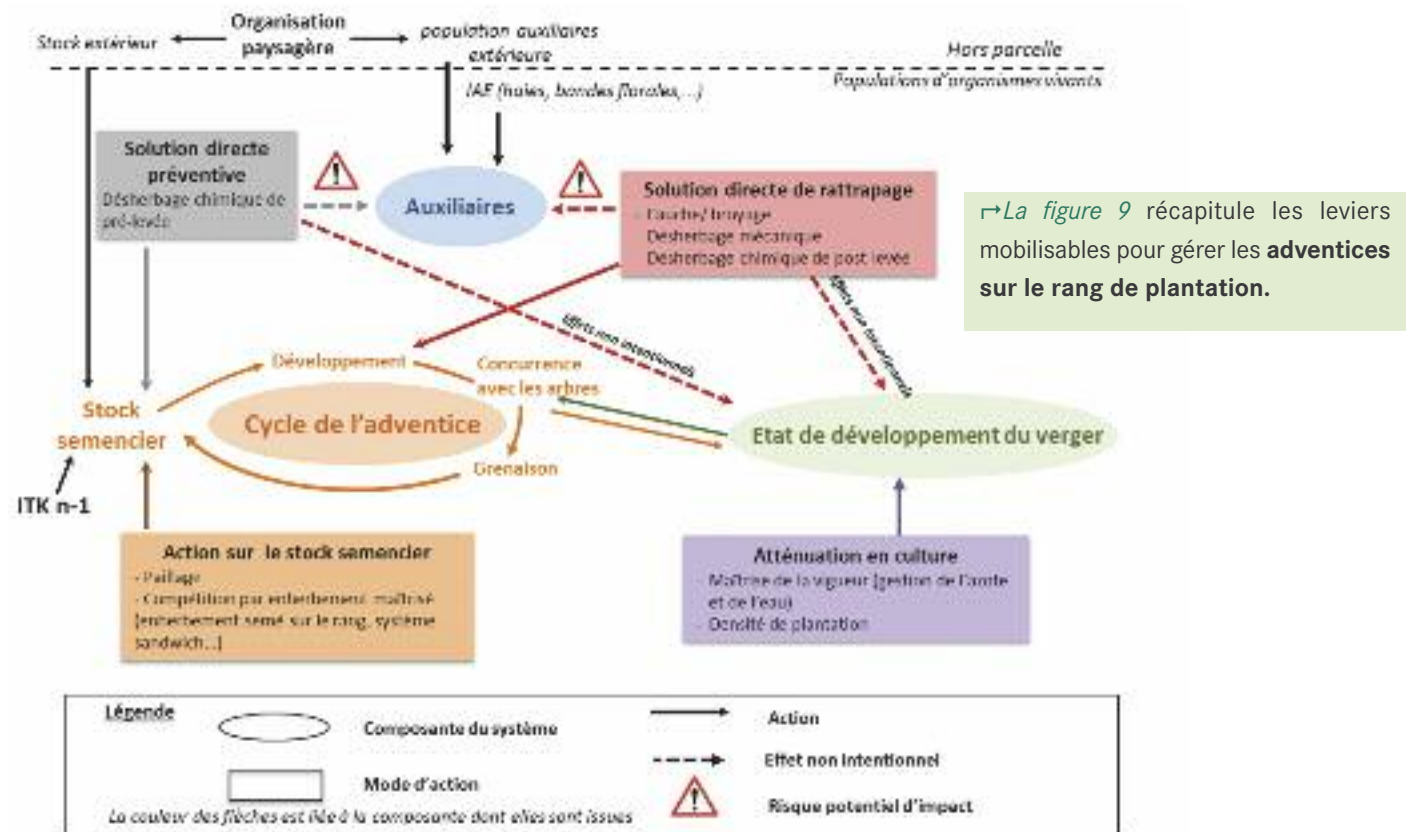 Organisation
paysagère
Stock extérieur
population auxiliaires
extérieure
Hors parcelle
Populations d'organismes vivants
IAE (haies, bandes florales,...)
Solution directe
préventive
Désherbage chimique de
pré-levée
Auxiliaires
Solution directe de rattrapage
- Fauche/ broyage
Désherbage mécanique
Désherbage chimique de post levée
↦La figure 9 récapitule les leviers
mobilisables pour gérer les adventices
sur le rang de plantation.
Effets non intentionnels
Effets non intentionnels
Développement
Concurrence
avec les arbres
Stock
semencier
Cycle de l'adventice
Etat de développement du verger
Grenaison
ITK n-1
Action sur le stock semencier
- Paillage
- Compétition par enherbement maîtrisé
(enherbement semé sur le rang, système
sandwich...)
Atténuation en culture
- Maîtrise de la vigueur (gestion de l'azote
et de l'eau)
- Densité de plantation
Légende
Composante du système
Action
Effet non intentionnel
Mode d'action
Risque potentiel d'impact
La couleur des flèches est liée à la composante dont elles sont issues